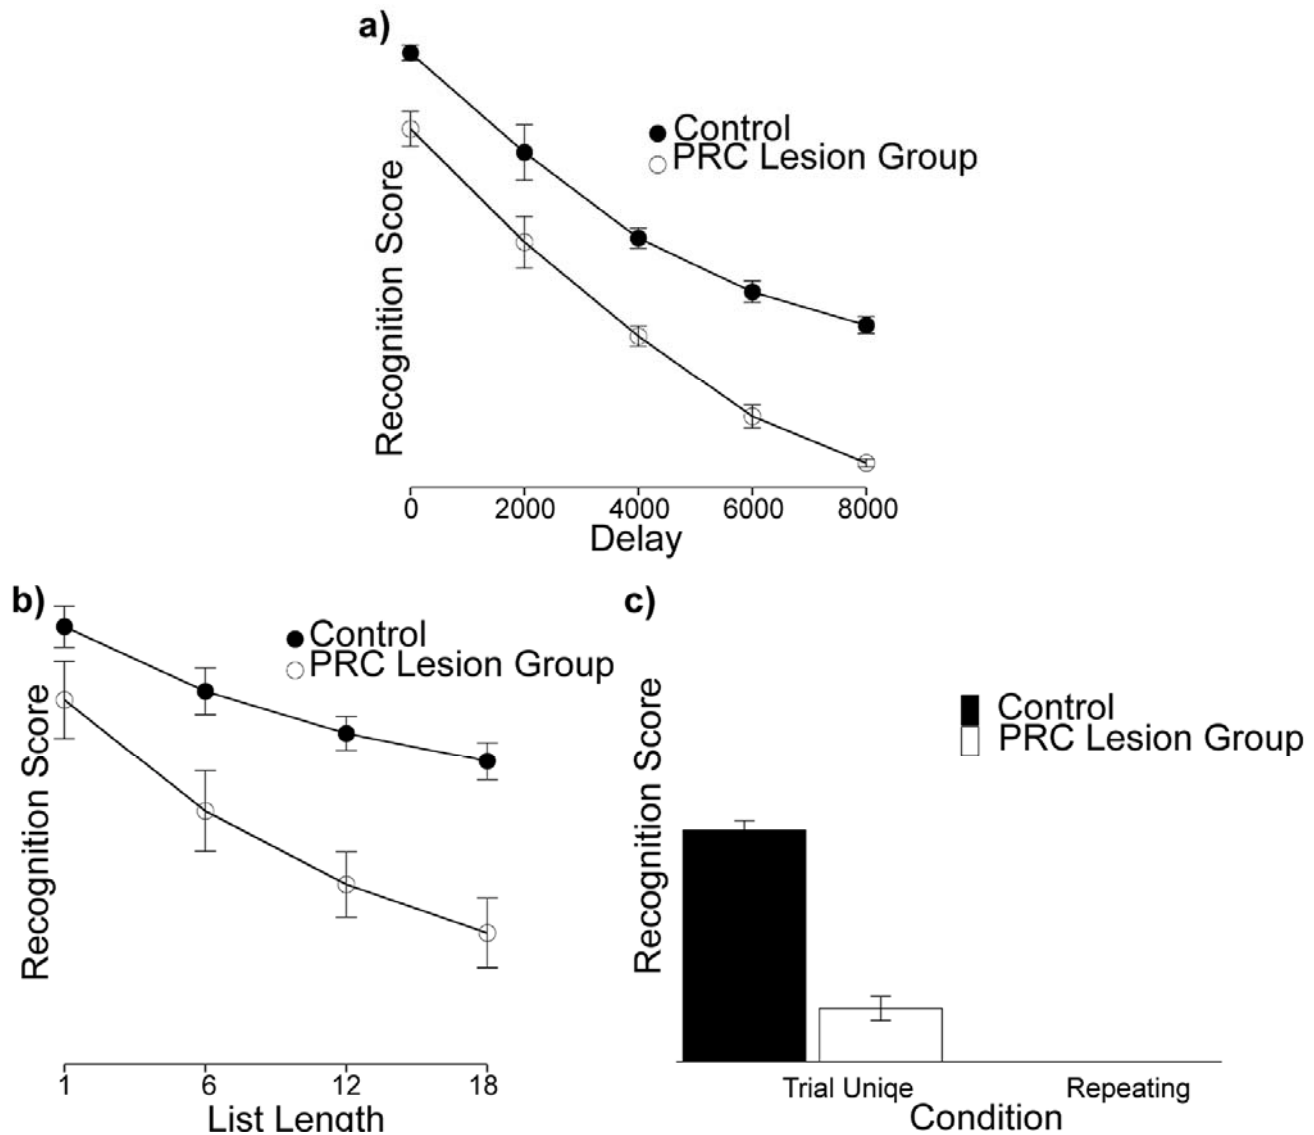 a)
Recognition Score
Control
PRC Lesion Group
0 2000 4000 6000 8000
Delay
b)
Recognition Score
Control
PRC Lesion Group
1 6 12 18
List Length
c)
Recognition Score
Control
PRC Lesion Group
Trial Uniqe Repeating
Condition